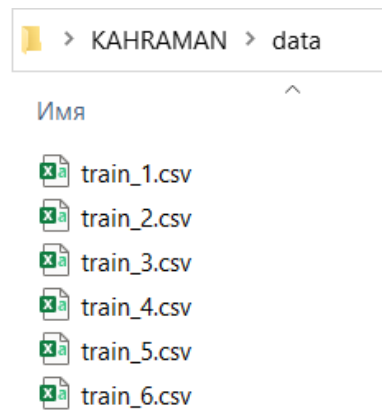 KAHRAMAN > data
Имя
train_1.csv
train_2.csv
train_3.csv
train_4.csv
train_5.csv
train_6.csv